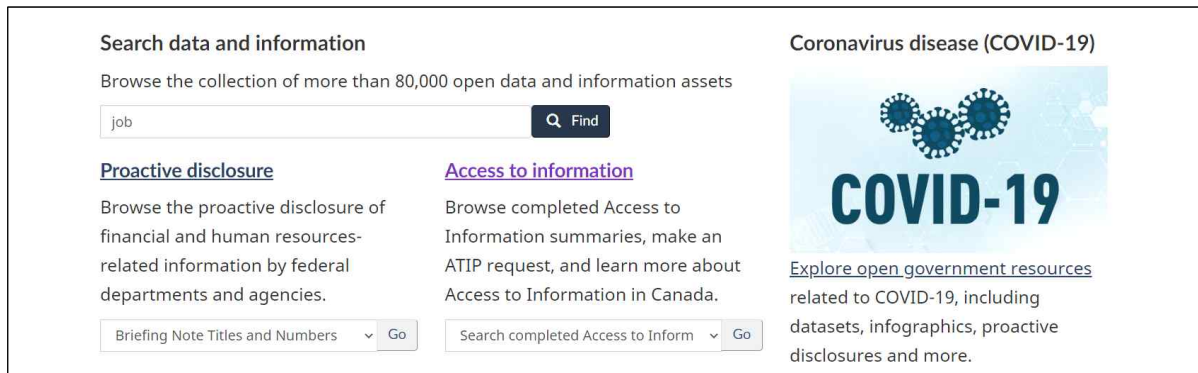 Search data and information
Browse the collection of more than 80,000 open data and information assets
job
Find
Proactive disclosure
Browse the proactive disclosure of
financial and human resources-
related information by federal
departments and agencies.
Briefing Note Titles and Numbers
Go
Access to information
Browse completed Access to
Information summaries, make an
ATIP request, and learn more about
Access to Information in Canada.
Search completed Access to Inform
Go
Coronavirus disease (COVID-19)
COVID-19
Explore open government resources
related to COVID-19, including
datasets, infographics, proactive
disclosures and more.